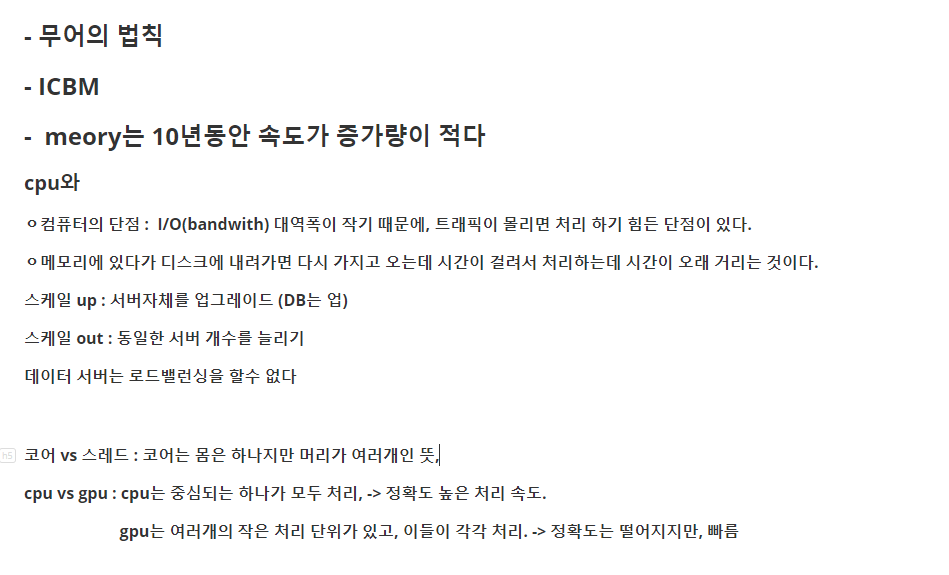 - 무어의 법칙
- ICBM
- meory는 10년동안 속도가 증가량이 적다
cpu와
ㅇ컴퓨터의 단점 : I/O(bandwith) 대역폭이 작기 때문에, 트래픽이 몰리면 처리 하기 힘든 단점이 있다.
ㅇ메모리에 있다가 디스크에 내려가면 다시 가지고 오는데 시간이 걸려서 처리하는데 시간이 오래 거리는 것이다.
스케일 up : 서버자체를 업그레이드 (DB는 업)
스케일 out : 동일한 서버 개수를 늘리기
데이터 서버는 로드밸런싱을 할수 없다
h5 코어 vs 스레드 : 코어는 몸은 하나지만 머리가 여러개인 뜻,
cpu vs gpu : cpu는 중심되는 하나가 모두 처리, -> 정확도 높은 처리 속도.
gpu는 여러개의 작은 처리 단위가 있고, 이들이 각각 처리. -> 정확도는 떨어지지만, 빠름